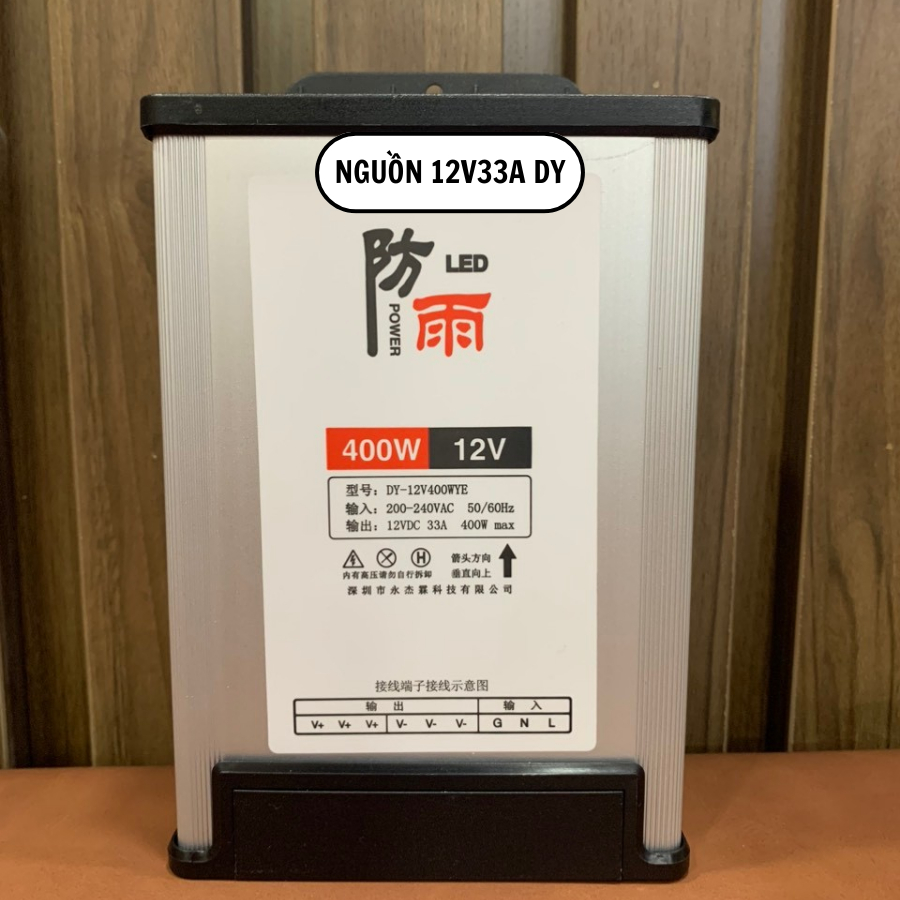 NGUỒN 12V33A DY
防雨
LED
POWER
400W 12V
型号: DY-12V400WYE
输入: 200-240VAC 50/60Hz
输出: 12VDC 33A 400W max
箭头方向
垂直向上
内有高压请勿自行拆卸
深圳市永杰霖科技有限公司
接线端子接线示意图
输 出 输 入
V+ V+ V+ V- V- V- G N L